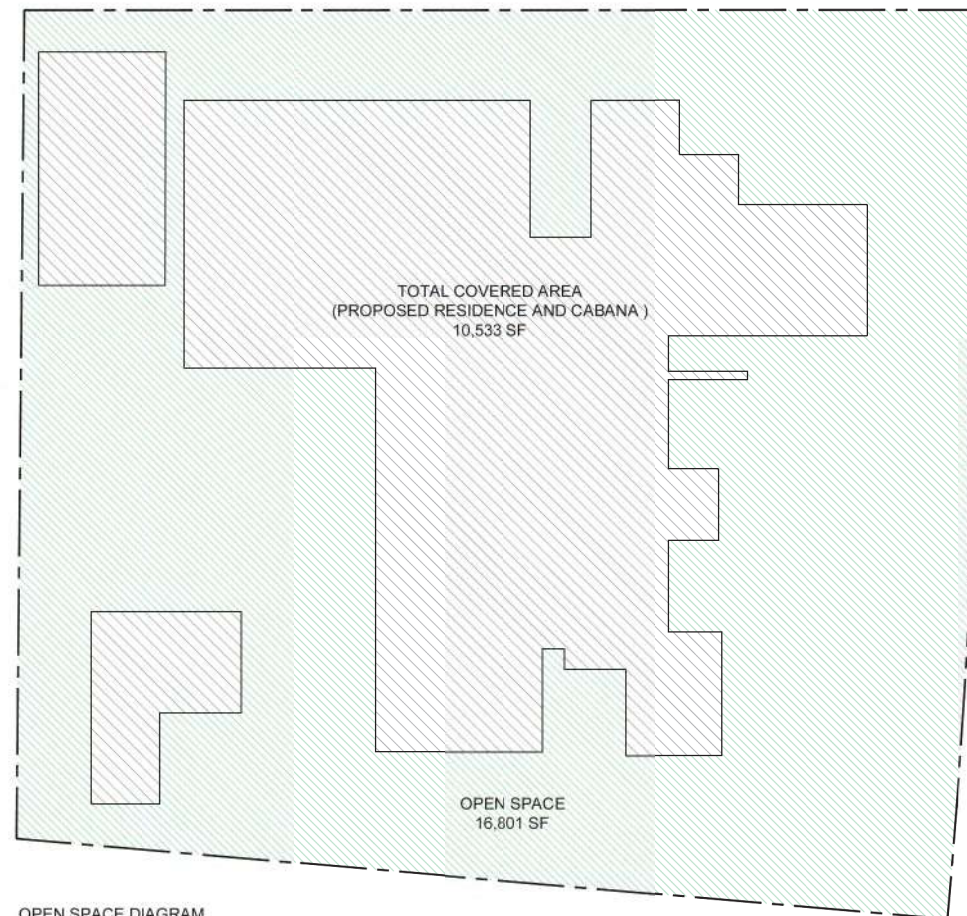 TOTAL COVERED AREA
(PROPOSED RESIDENCE AND CABANA )
10,533 SF
OPEN SPACE
16,801 SF
OPEN SPACE DIAGRAM